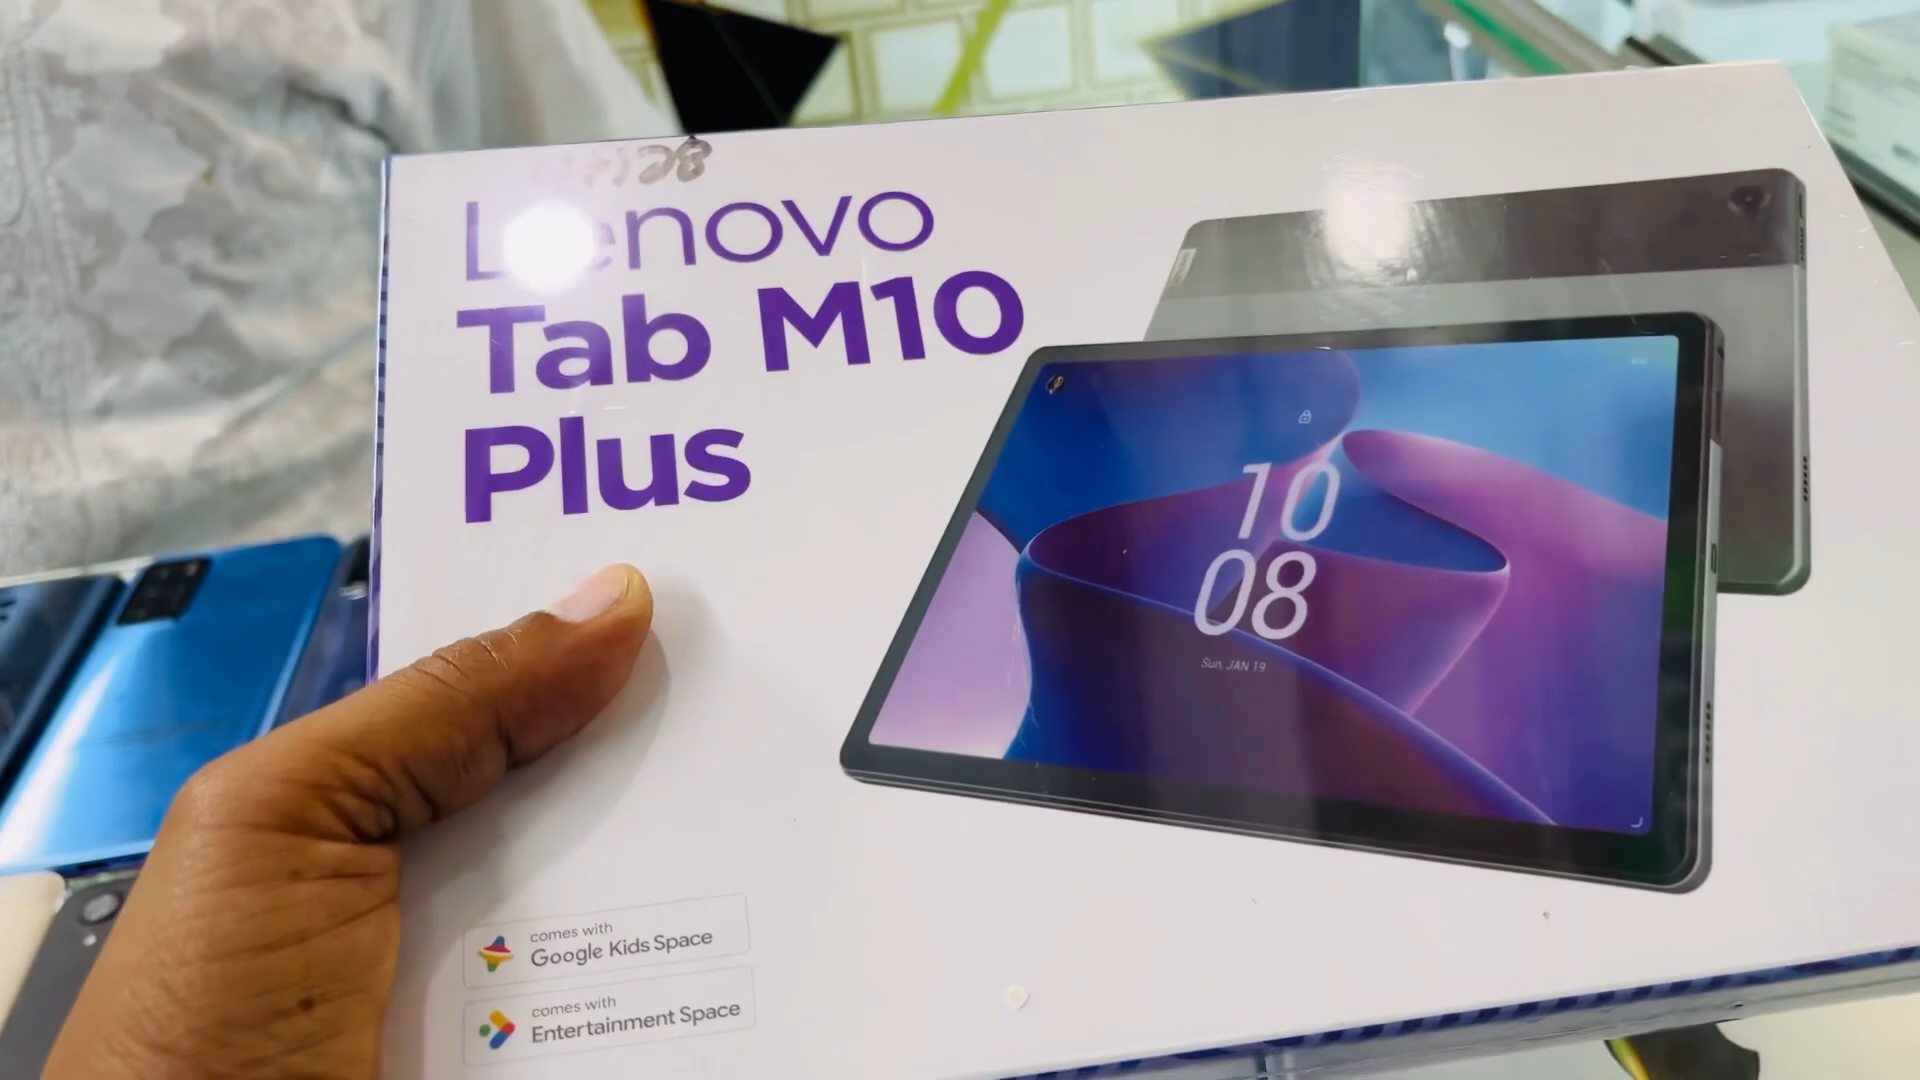 Lenovo
Tab M10
Plus
10
08
Sun, JAN 19
comes with
Google Kids Space
comes with
Entertainment Space